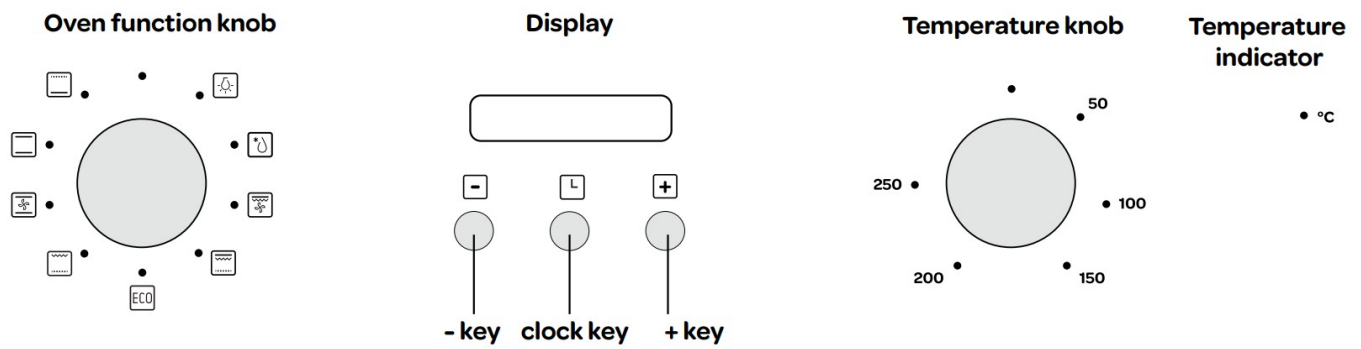 Oven function knob
Display
Temperature knob
Temperature
indicator
50
°C
250
100
200
150
ECO
-
+
- key
clock key
+ key